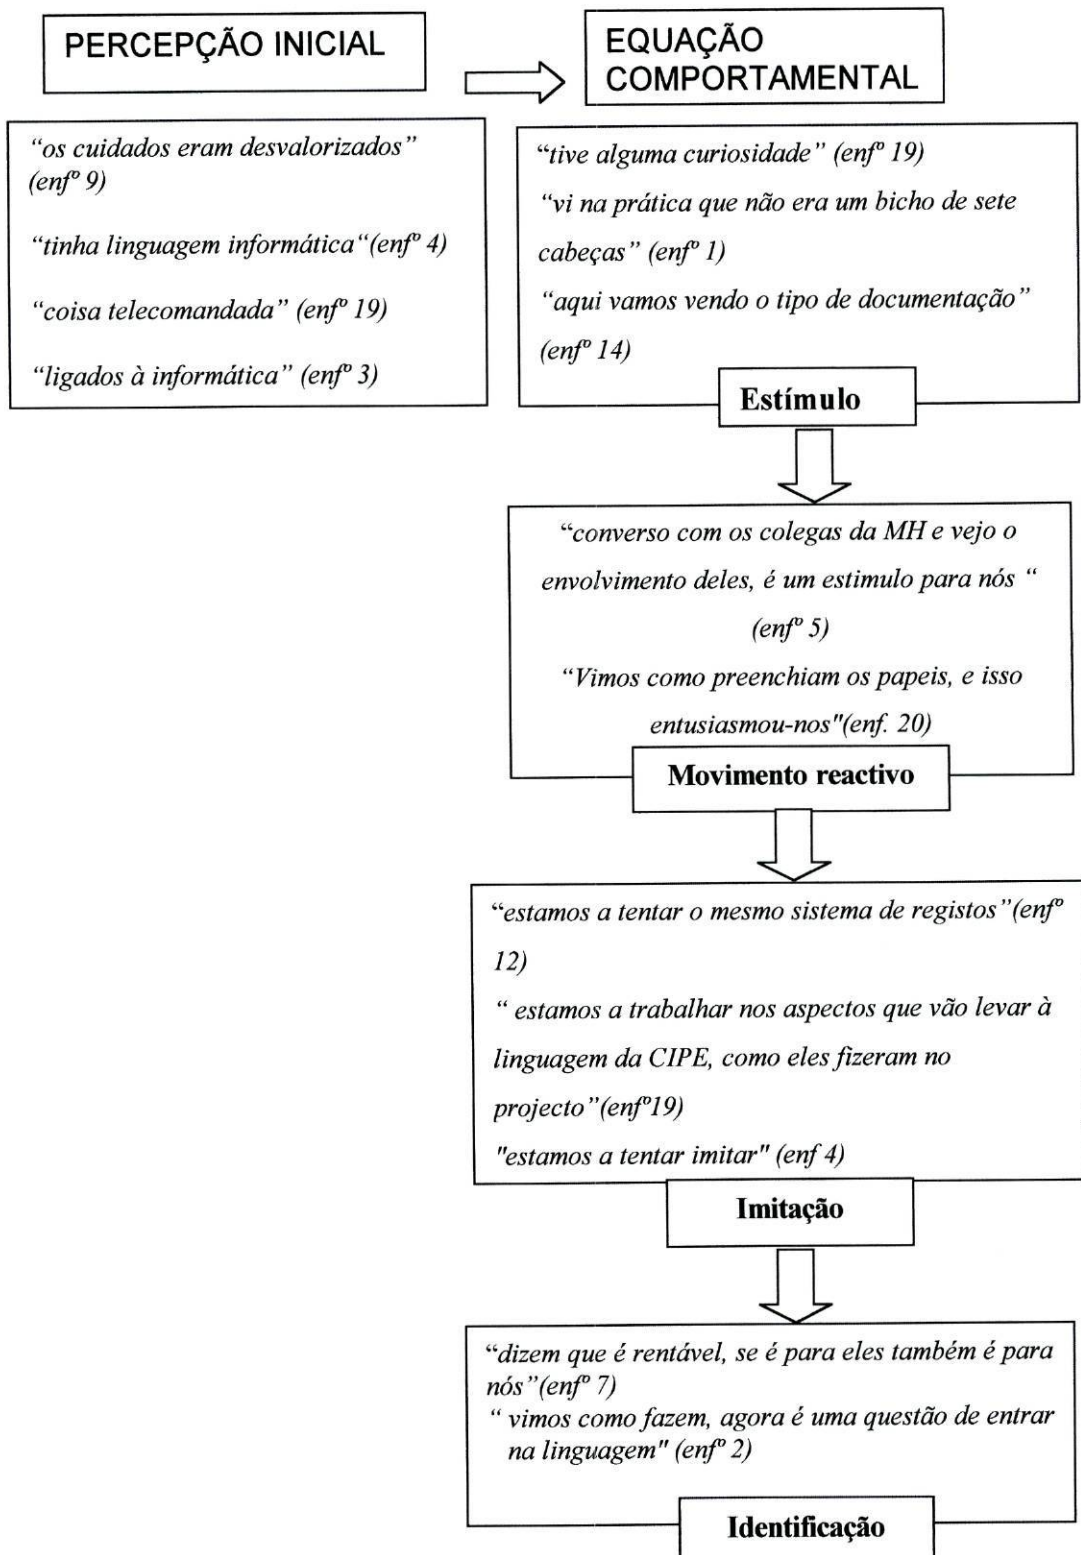 PERCEPÇÃO INICIAL
EQUAÇÃO
COMPORTAMENTAL
“os cuidados eram desvalorizados”
(enfº 9)
“tinha linguagem informática“(enfº 4)
“coisa telecomandada” (enfº 19)
“ligados à informática” (enfº 3)
“tive alguma curiosidade” (enfº 19)
“vi na prática que não era um bicho de sete
cabeças” (enfº 1)
“aqui vamos vendo o tipo de documentação”
(enfº 14)
Estímulo
“converso com os colegas da MH e vejo o
envolvimento deles, é um estimulo para nós “
(enfº 5)
“Vimos como preenchiam os papeis, e isso
entusiasmou-nos"(enf. 20)
Movimento reactivo
“estamos a tentar o mesmo sistema de registos”(enfº
12)
“ estamos a trabalhar nos aspectos que vão levar à
linguagem da CIPE, como eles fizeram no
projecto”(enfº19)
"estamos a tentar imitar" (enf 4)
Imitação
“dizem que é rentável, se é para eles também é para
nós”(enfº 7)
“ vimos como fazem, agora é uma questão de entrar
na linguagem" (enfº 2)
Identificação